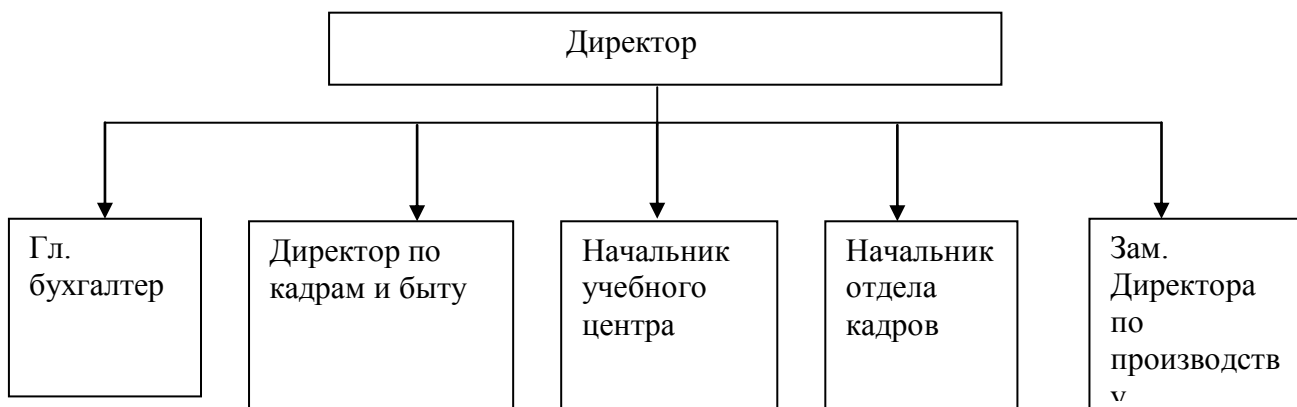 Директор
Гл.
бухгалтер
Директор по
кадрам и быту
Начальник
учебного
центра
Начальник
отдела
кадров
Зам.
Директора
по
производств
у